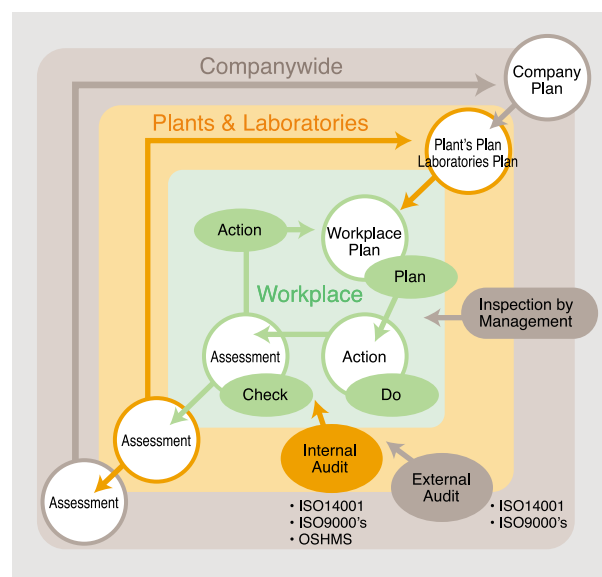 Companywide
Company
Plan
Plants & Laboratories
Plant's Plan
Laboratories Plan
Action
Workplace
Plan
Plan
Workplace
Inspection by
Management
Assessment
Action
Check
Do
Assessment
Internal
Audit
External
Audit
Assessment
・ISO14001
・ISO9000's
・OSHMS
・ISO14001
・ISO9000's